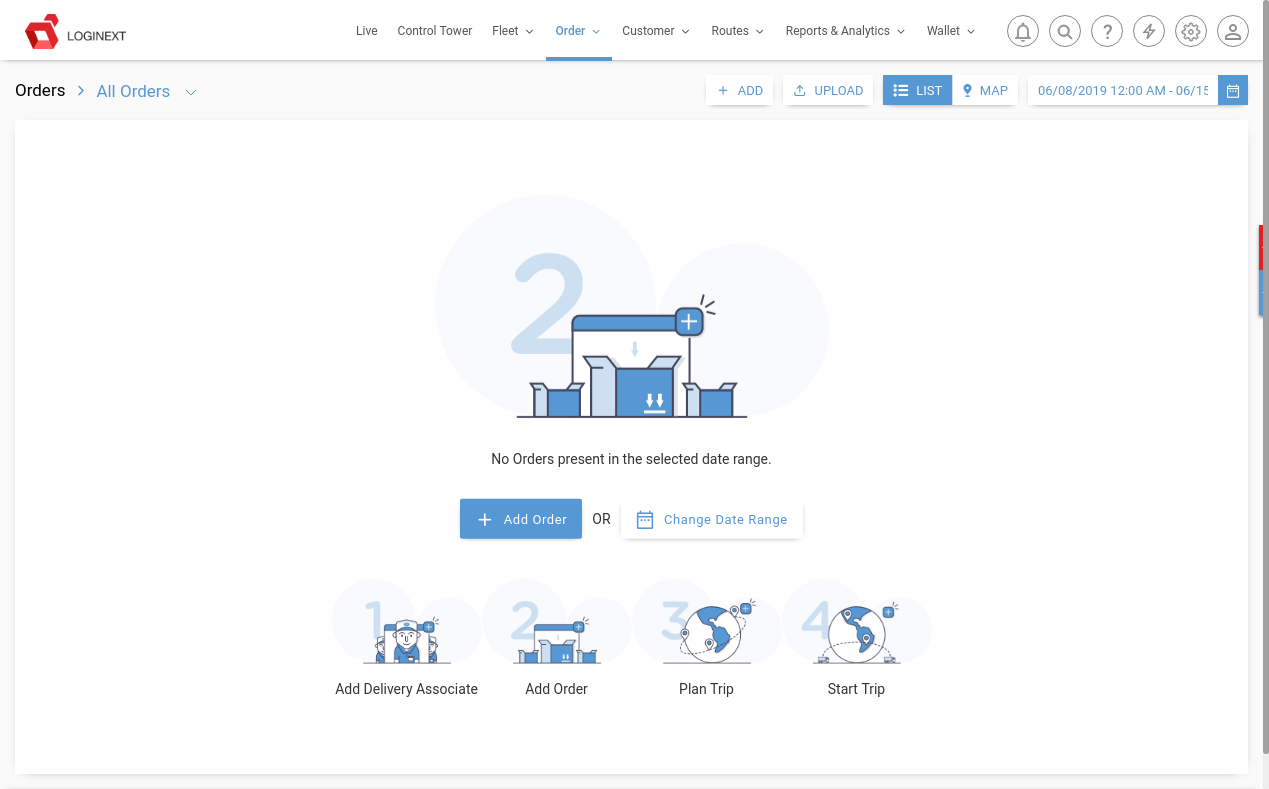 LOGINEXT
Live
Control Tower
Fleet
Order
Customer
Routes
Reports & Analytics
Wallet
?
Orders
All Orders
+ ADD
UPLOAD
LIST
MAP
06/08/2019 12:00 AM - 06/15
2
No Orders present in the selected date range.
+ Add Order
OR
Change Date Range
1
2
3
4
Add Delivery Associate
Add Order
Plan Trip
Start Trip